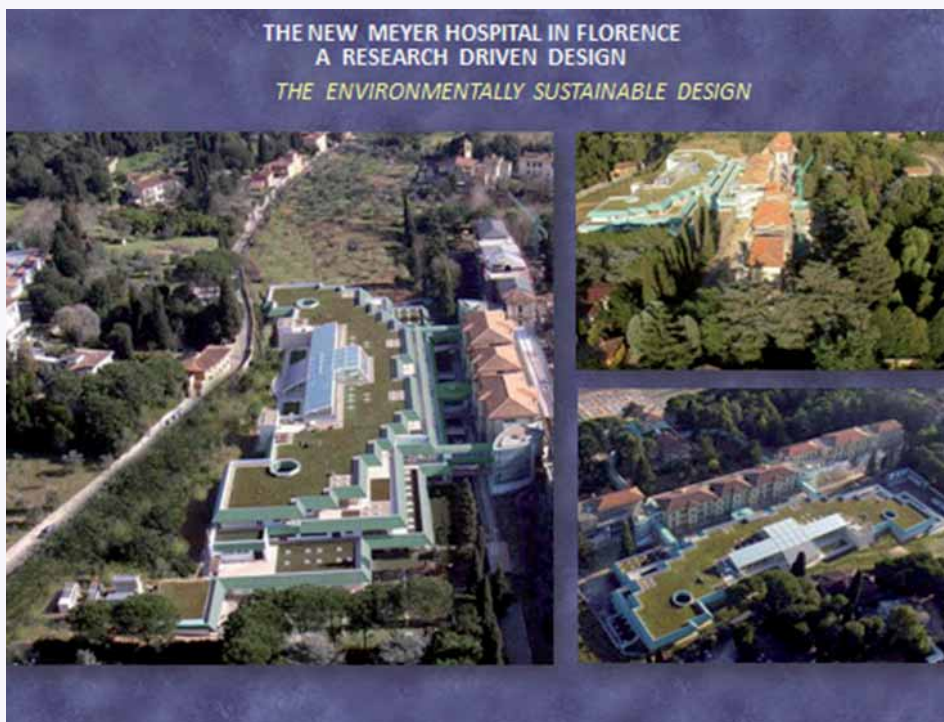 THE NEW MEYER HOSPITAL IN FLORENCE
A RESEARCH DRIVEN DESIGN
THE ENVIRONMENTALLY SUSTAINABLE DESIGN